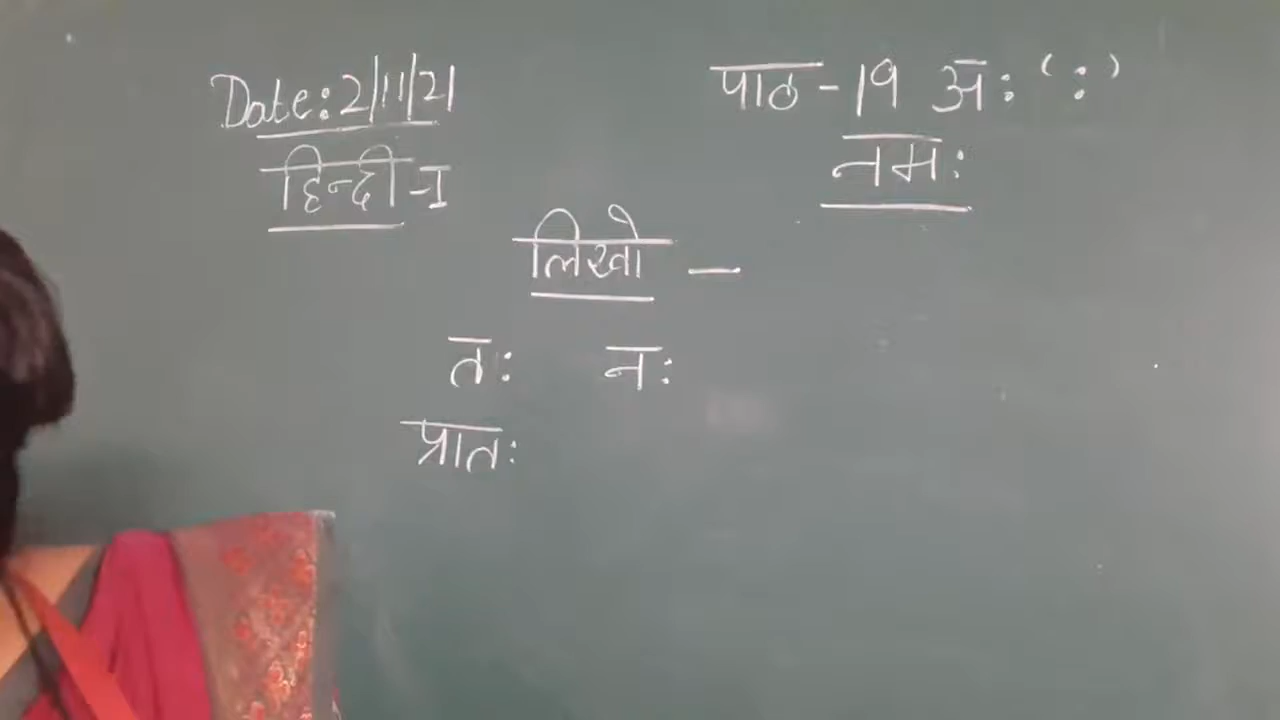 Date: 2/11/21
पाठ - 19 अः ( ः )
हिन्दी - I
नमः
लिखो —
तः नः
प्रातः